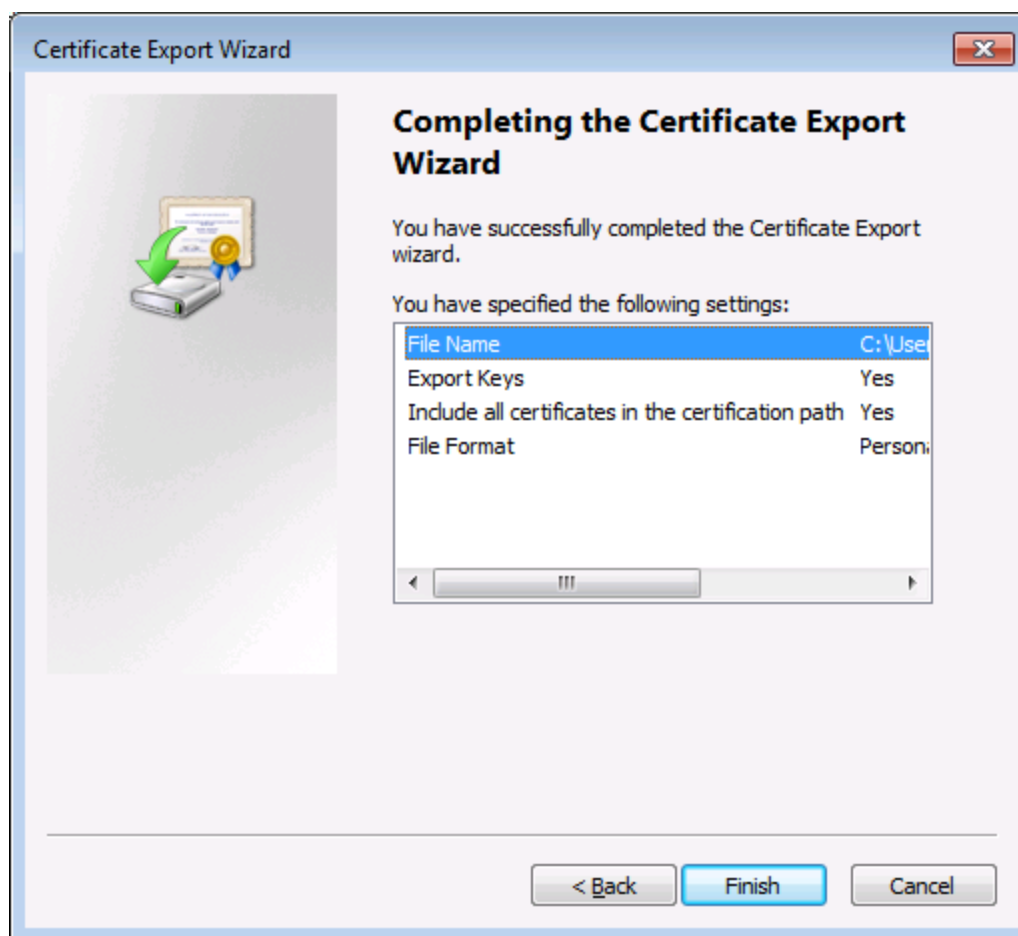 Certificate Export Wizard
Completing the Certificate Export
Wizard
You have successfully completed the Certificate Export
wizard.
You have specified the following settings:
File Name C:\User
Export Keys Yes
Include all certificates in the certification path Yes
File Format Persona
< Back Finish Cancel